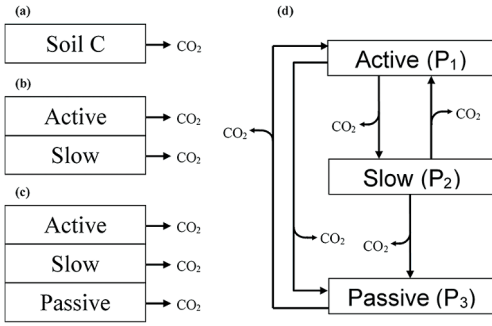 (a)
Soil C
CO₂
(b)
Active
CO₂
Slow
CO₂
(c)
Active
CO₂
Slow
CO₂
Passive
CO₂
(d)
Active (P₁)
CO₂
CO₂
CO₂
Slow (P₂)
CO₂
CO₂
Passive (P₃)